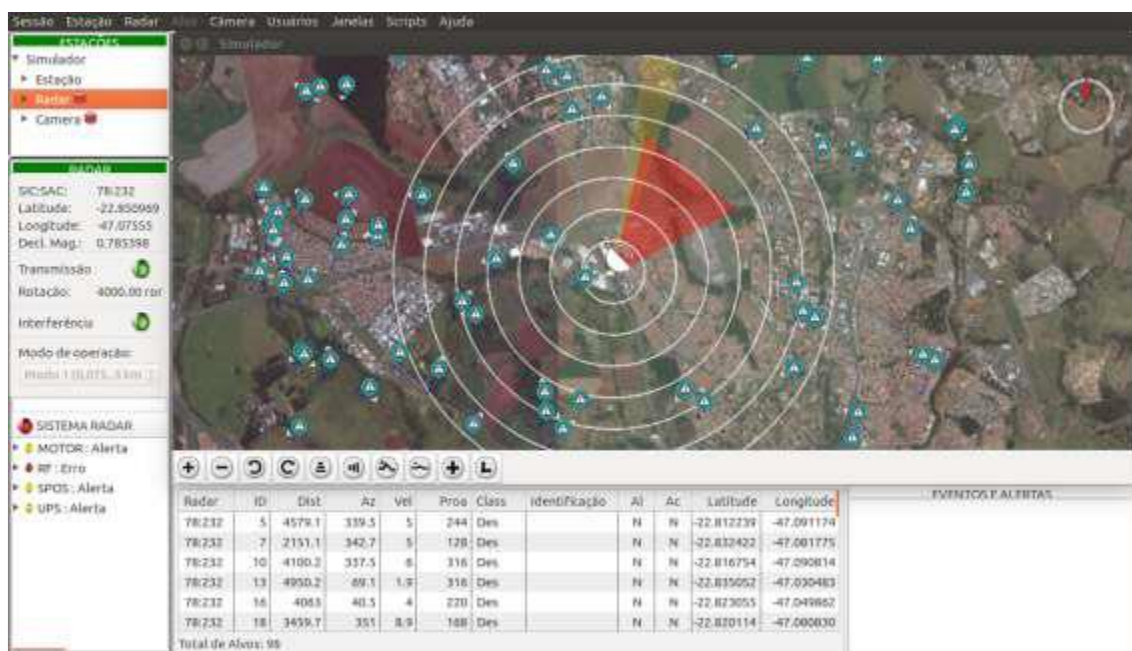 Sessão Estação Radar Alvo Câmera Usuários Janelas Scripts Ajuda
ESTAÇÕES
Simulador
Simulador
Estação
Radar
Camera
RADAR
SIC:SAC: 78:232
Latitude: -22.850969
Longitude: -47.07555
Decl. Mag.: 0.785398
Transmissão
Rotação: 4000.00
Interferência
Modo de operação:
Modo 1
SISTEMA RADAR
MOTOR : Alerta
RF : Erro
SPOS : Alerta
UPS : Alerta
Radar ID Dist Az Vel Proa Class Identificação Al Ac Latitude Longitude
78:232 5 4579.1 339.5 5 244 Des N N -22.812239 -47.091174
78:232 7 2151.1 342.7 5 128 Des N N -22.832422 -47.081775
78:232 10 4100.2 337.5 6 316 Des N N -22.816754 -47.090814
78:232 13 4950.2 69.1 1.9 316 Des N N -22.835052 -47.030483
78:232 16 4063 40.5 4 220 Des N N -22.823055 -47.049862
78:232 18 3459.7 351 8.9 168 Des N N -22.820114 -47.080830
Total de Alvos: 98
EVENTOS E ALERTAS